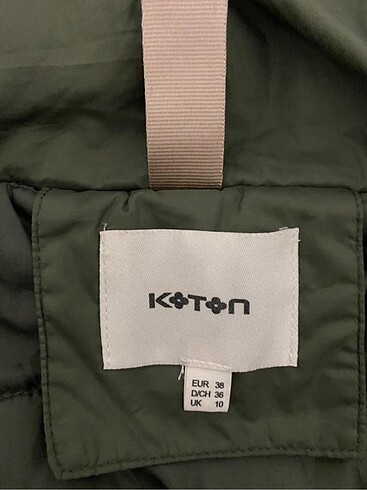 KOTON
EUR 38
D/CH 36
UK 10